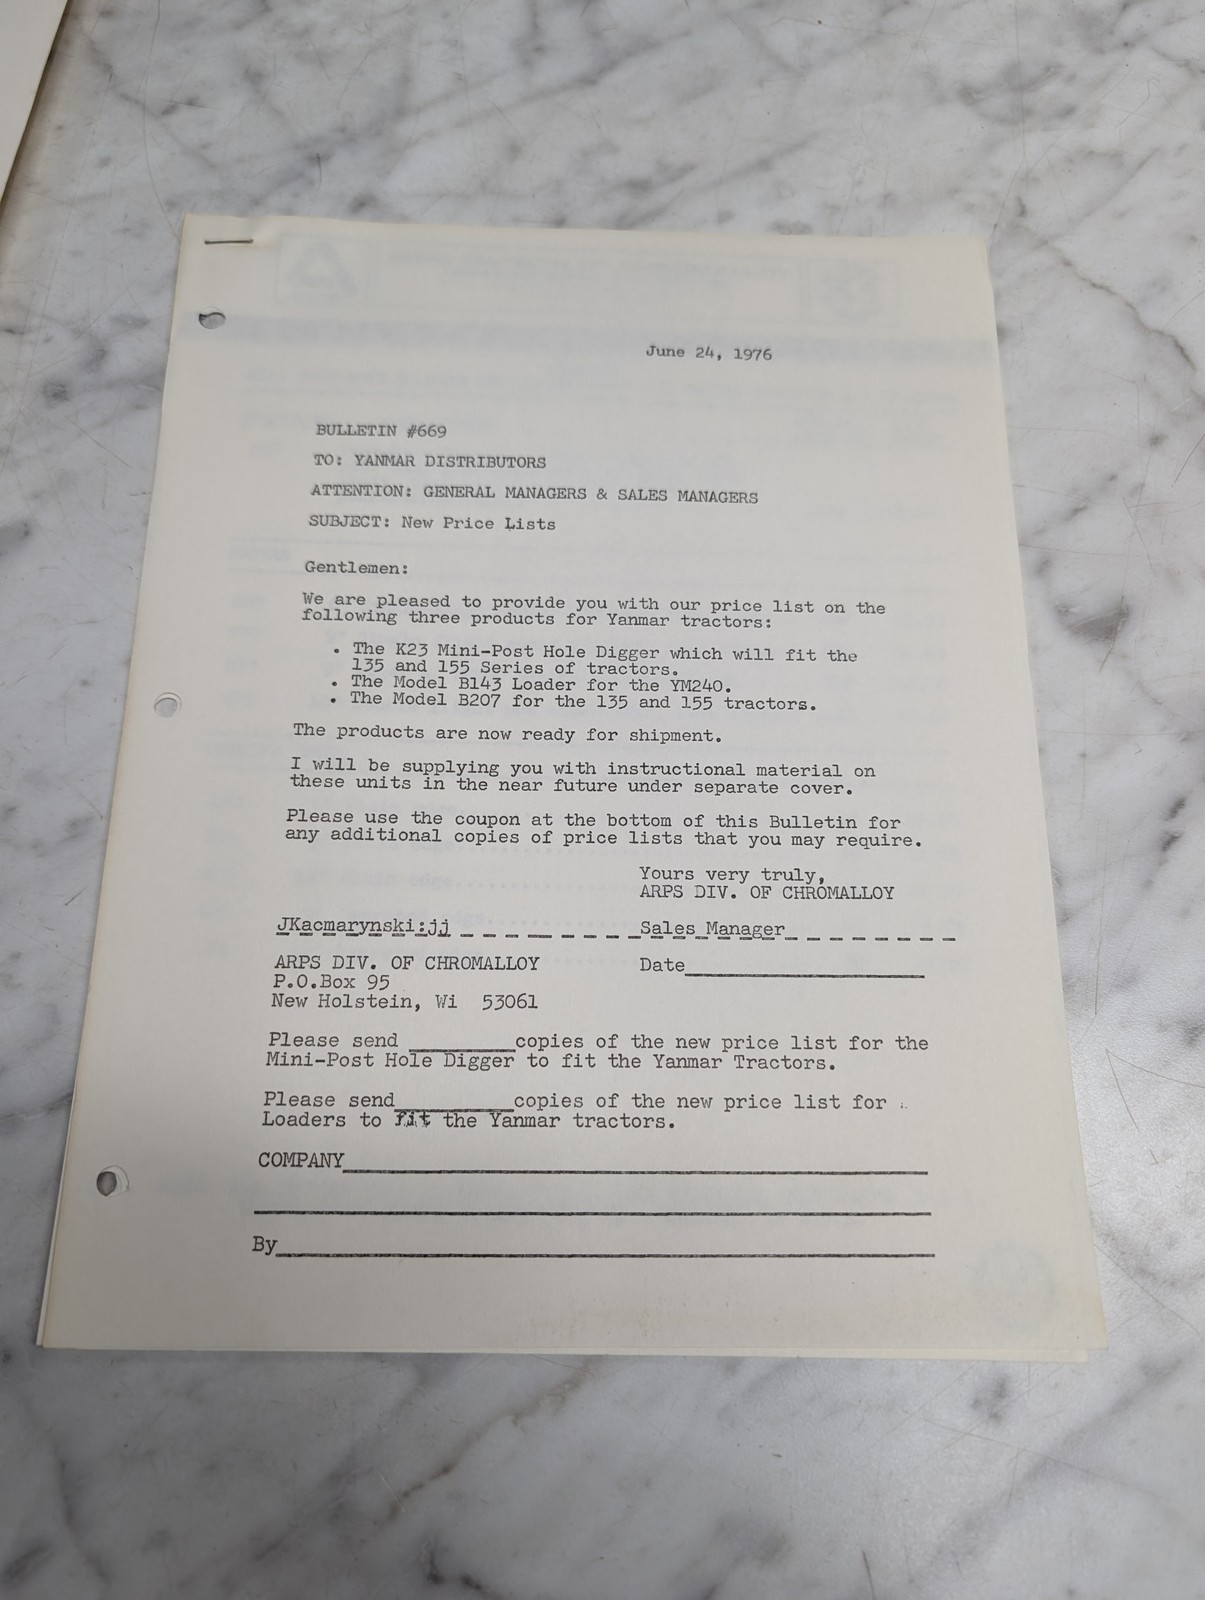 June 24, 1976
BULLETIN #669
TO: YANMAR DISTRIBUTORS
ATTENTION: GENERAL MANAGERS & SALES MANAGERS
SUBJECT: New Price Lists
Gentlemen:
We are pleased to provide you with our price list on the
following three products for Yanmar tractors:
• The K23 Mini-Post Hole Digger which will fit the
135 and 155 Series of tractors.
• The Model B143 Loader for the YM240.
• The Model B207 for the 135 and 155 tractors.
The products are now ready for shipment.
I will be supplying you with instructional material on
these units in the near future under separate cover.
Please use the coupon at the bottom of this Bulletin for
any additional copies of price lists that you may require.
Yours very truly,
ARPS DIV. OF CHROMALLOY
JKacmarynski:jj Sales Manager
ARPS DIV. OF CHROMALLOY Date
P.O.Box 95
New Holstein, Wi 53061
Please send ________ copies of the new price list for the
Mini-Post Hole Digger to fit the Yanmar Tractors.
Please send ________ copies of the new price list for
Loaders to fit the Yanmar tractors.
COMPANY
By